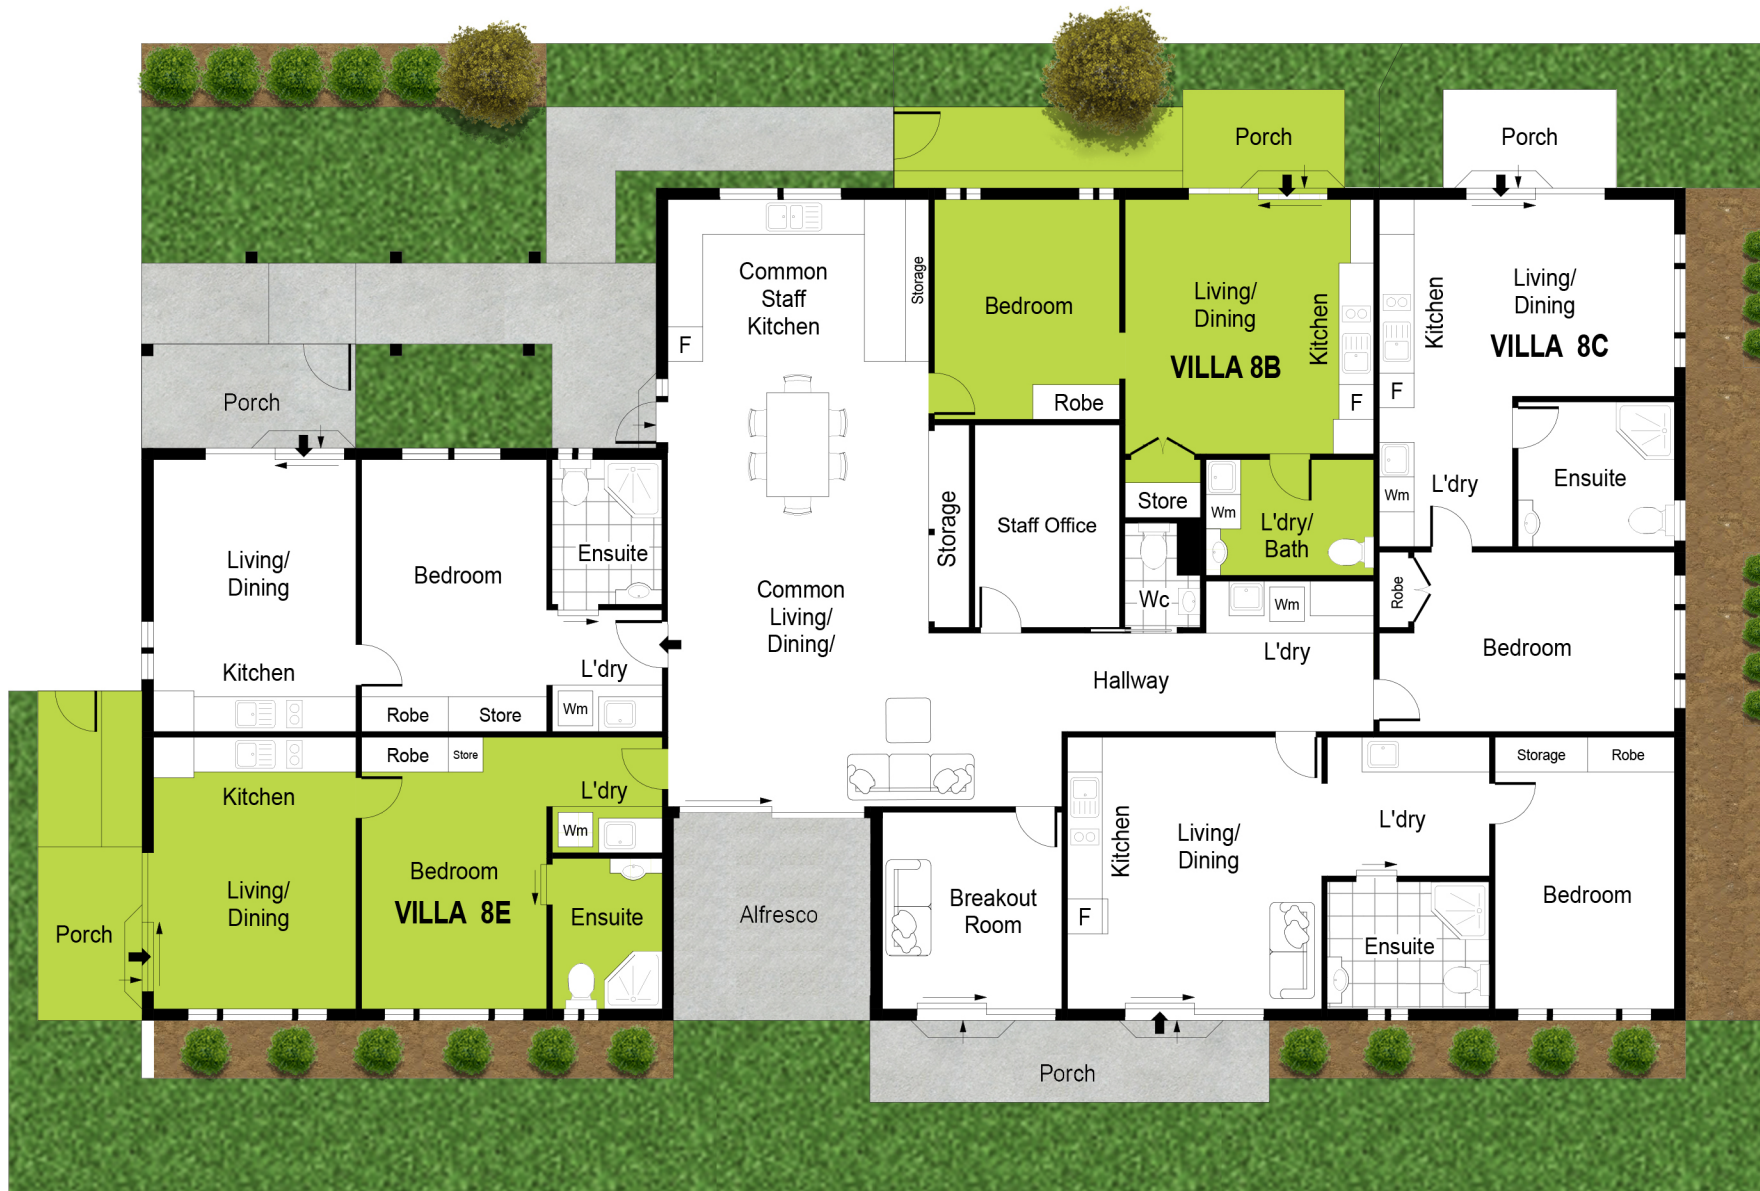 Porch
Porch
Common
Staff
Kitchen
F
Storage
Bedroom
Robe
Living/
Dining
Kitchen
VILLA 8B
F
Kitchen
Living/
Dining
VILLA 8C
F
Porch
Living/
Dining
Kitchen
Bedroom
Ensuite
L'dry
Robe
Store
Wm
Common
Living/
Dining/
Storage
Staff Office
Store
Wm
L'dry/
Bath
Wc
Wm
L'dry
Hallway
Wm
L'dry
Ensuite
Robe
Bedroom
Robe
Store
Kitchen
L'dry
Wm
Living/
Dining
Bedroom
VILLA 8E
Ensuite
Porch
Alfresco
Breakout
Room
Kitchen
Living/
Dining
F
L'dry
Ensuite
Storage
Robe
Bedroom
Porch